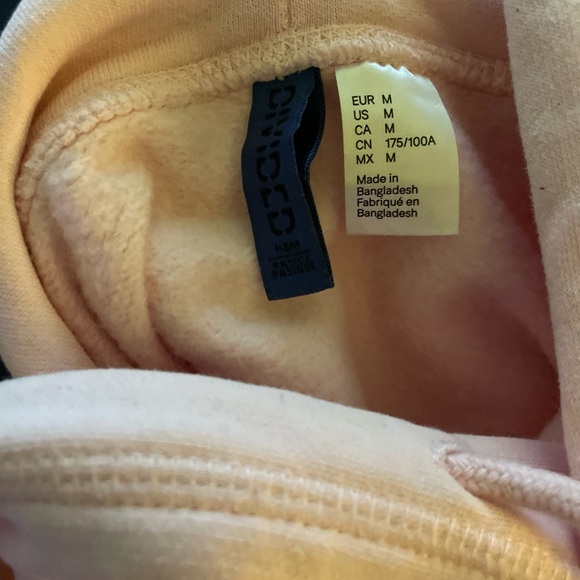 DIVIDED
H&M
EUR M
US M
CA M
CN 175/100A
MX M
Made in
Bangladesh
Fabriqué en
Bangladesh